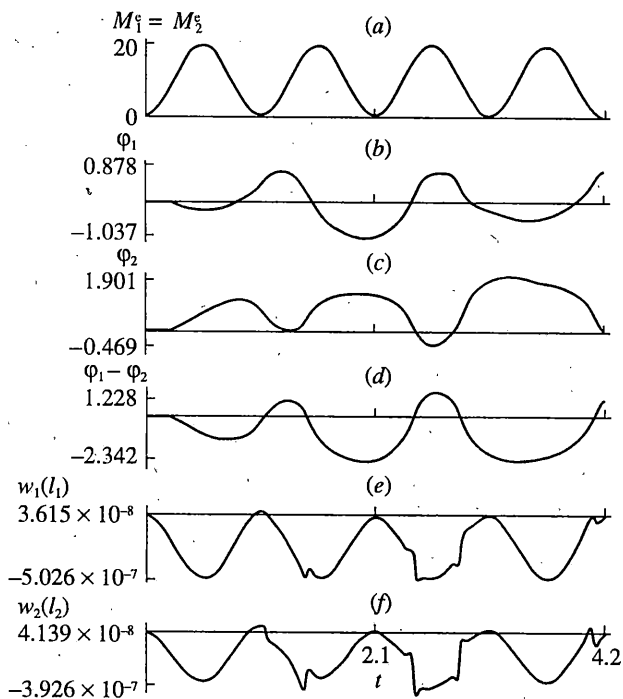 M₁ᵉ = M₂ᵉ (a)
20
0
φ₁ (b)
0.878
−1.037
φ₂ (c)
1.901
−0.469
φ₁ − φ₂ (d)
1.228
−2.342
w₁(l₁) (e)
3.615 × 10⁻⁸
−5.026 × 10⁻⁷
w₂(l₂) (f)
4.139 × 10⁻⁸
2.1 4.2
−3.926 × 10⁻⁷ t